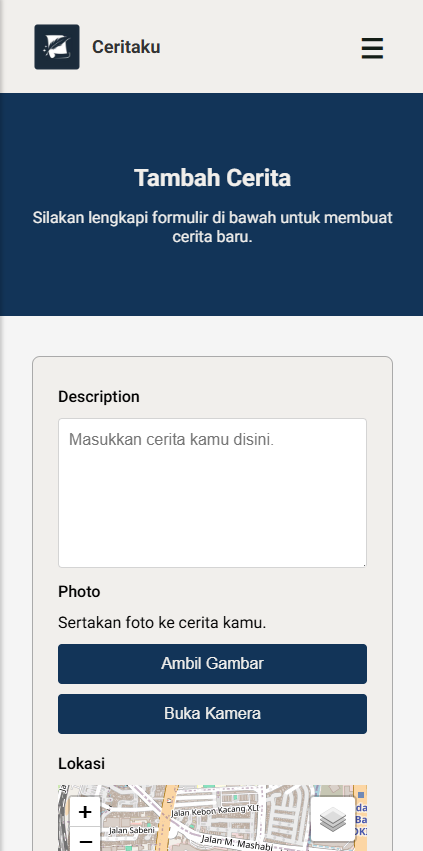 Ceritaku
Tambah Cerita
Silakan lengkapi formulir di bawah untuk membuat
cerita baru.
Description
Masukkan cerita kamu disini.
Photo
Sertakan foto ke cerita kamu.
Ambil Gambar
Buka Kamera
Lokasi
+
Jalan Kebon Kacang XLI
Jalan Sabeni
−
Jalan M. Mashabi